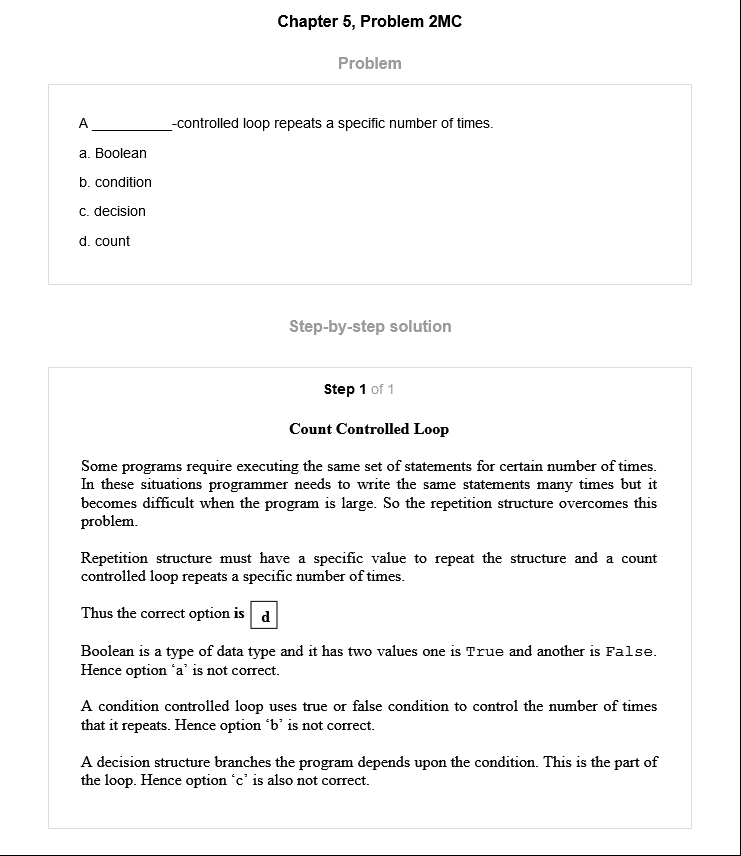 Chapter 5, Problem 2MC
Problem
A __________-controlled loop repeats a specific number of times.
a. Boolean
b. condition
c. decision
d. count
Step-by-step solution
Step 1 of 1
Count Controlled Loop
Some programs require executing the same set of statements for certain number of times.
In these situations programmer needs to write the same statements many times but it
becomes difficult when the program is large. So the repetition structure overcomes this
problem.
Repetition structure must have a specific value to repeat the structure and a count
controlled loop repeats a specific number of times.
Thus the correct option is d
Boolean is a type of data type and it has two values one is True and another is False.
Hence option ‘a’ is not correct.
A condition controlled loop uses true or false condition to control the number of times
that it repeats. Hence option ‘b’ is not correct.
A decision structure branches the program depends upon the condition. This is the part of
the loop. Hence option ‘c’ is also not correct.